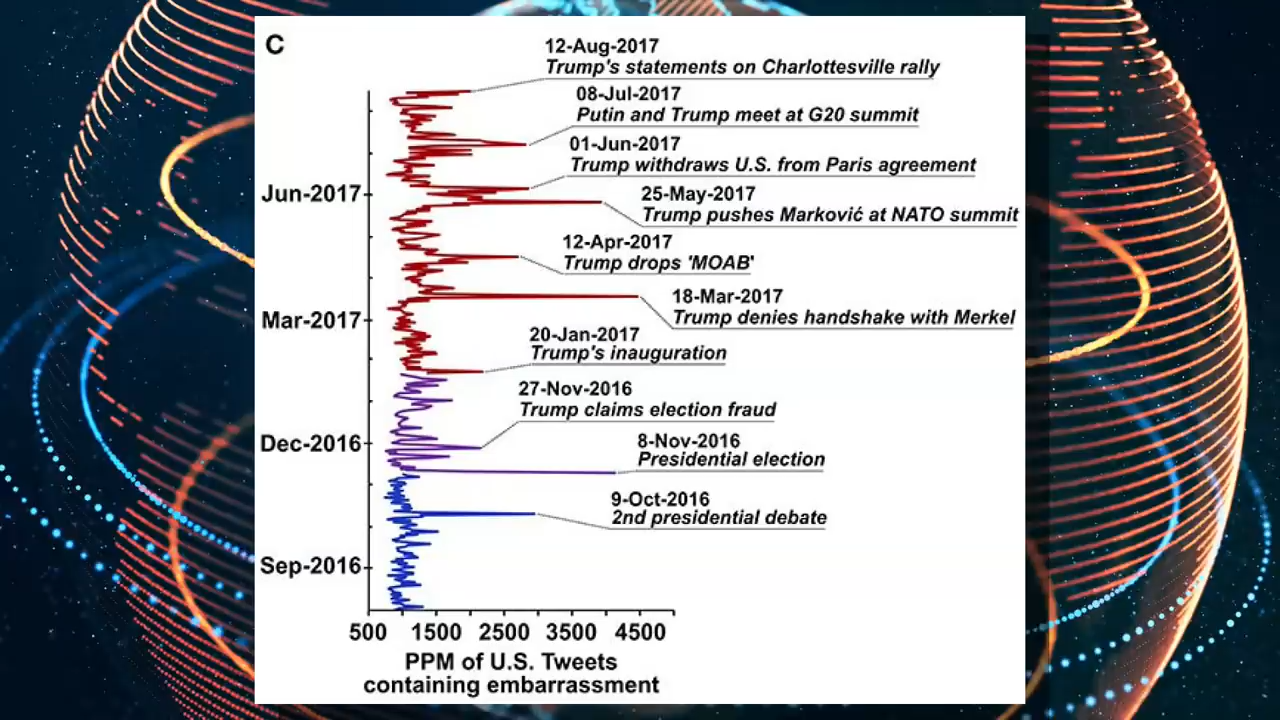 C
12-Aug-2017
Trump's statements on Charlottesville rally
08-Jul-2017
Putin and Trump meet at G20 summit
01-Jun-2017
Trump withdraws U.S. from Paris agreement
Jun-2017
25-May-2017
Trump pushes Marković at NATO summit
12-Apr-2017
Trump drops 'MOAB'
18-Mar-2017
Trump denies handshake with Merkel
Mar-2017
20-Jan-2017
Trump's inauguration
27-Nov-2016
Trump claims election fraud
Dec-2016
8-Nov-2016
Presidential election
9-Oct-2016
2nd presidential debate
Sep-2016
500 1500 2500 3500 4500
PPM of U.S. Tweets
containing embarrassment